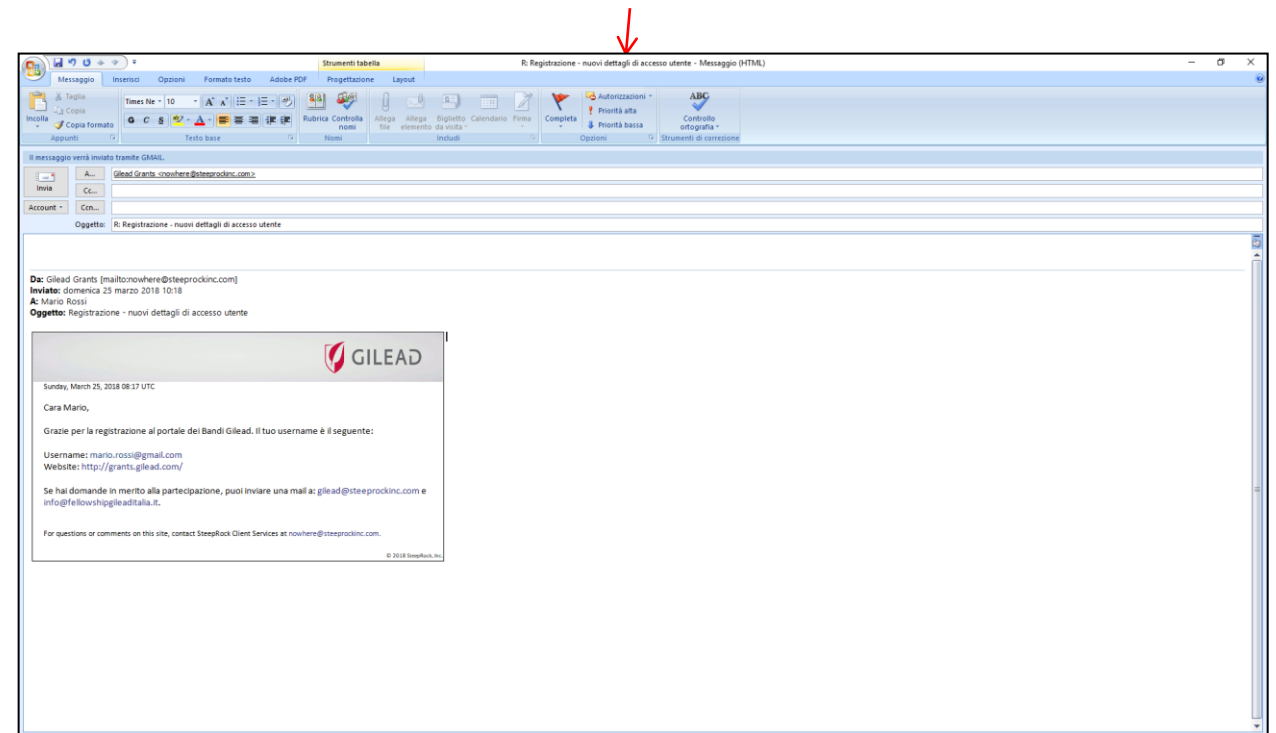 Strumenti tabella
R: Registrazione - nuovi dettagli di accesso utente - Messaggio (HTML)
Messaggio Inserisci Opzioni Formato testo Adobe PDF Progettazione Layout
Incolla
Taglia
Copia
Copia formato
Appunti
Times Ne 10
G C S
Testo base
Rubrica Controlla nomi
Nomi
Allega file
Allega elemento
Biglietto da visita
Calendario
Firma
Includi
Completa
Autorizzazioni
Priorità alta
Priorità bassa
Opzioni
ABC
Controllo ortografia
Strumenti di correzione
Il messaggio verrà inviato tramite GMAIL.
Invia
Account
A... Gilead Grants <nowhere@steeprockinc.com>
Cc...
Ccn...
Oggetto: R: Registrazione - nuovi dettagli di accesso utente
Da: Gilead Grants [mailto:nowhere@steeprockinc.com]
Inviato: domenica 25 marzo 2018 10:18
A: Mario Rossi
Oggetto: Registrazione - nuovi dettagli di accesso utente
GILEAD
Sunday, March 25, 2018 08:17 UTC
Cara Mario,
Grazie per la registrazione al portale dei Bandi Gilead. Il tuo username è il seguente:
Username: mario.rossi@gmail.com
Website: http://grants.gilead.com/
Se hai domande in merito alla partecipazione, puoi inviare una mail a: gilead@steeprockinc.com e
info@fellowshipgileaditalia.it.
For questions or comments on this site, contact SteepRock Client Services at nowhere@steeprockinc.com.
© 2018 SteepRock, Inc.